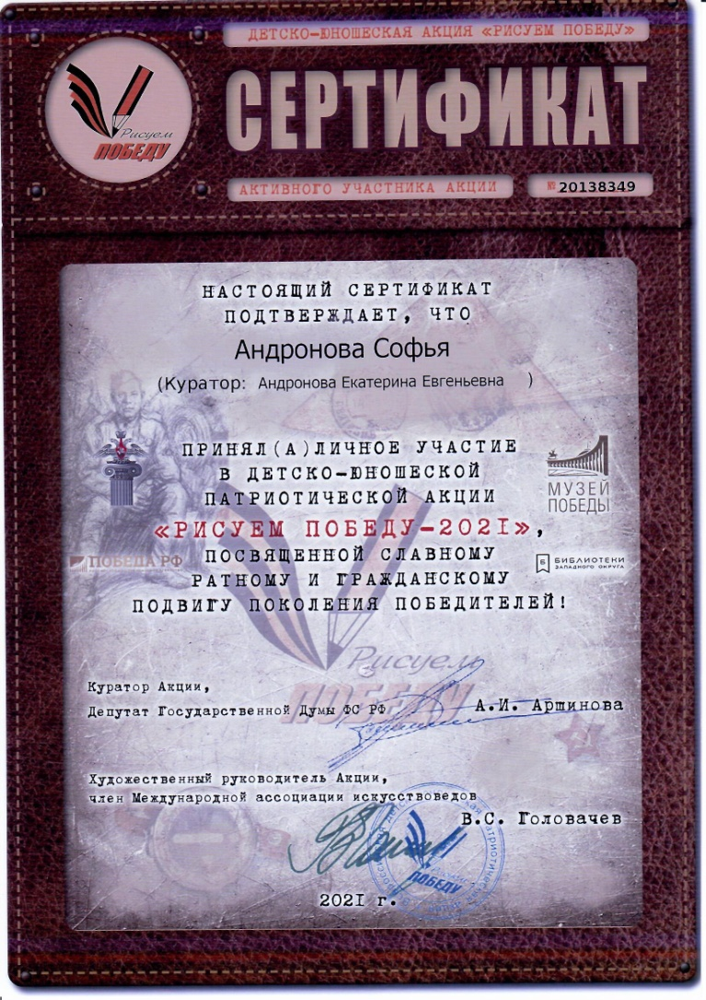 ДЕТСКО-ЮНОШЕСКАЯ АКЦИЯ «РИСУЕМ ПОБЕДУ»
СЕРТИФИКАТ
Рисуем
ПОБЕДУ
АКТИВНОГО УЧАСТНИКА АКЦИИ
№ 20138349
НАСТОЯЩИЙ СЕРТИФИКАТ
ПОДТВЕРЖДАЕТ, ЧТО
Андронова Софья
(Куратор: Андронова Екатерина Евгеньевна )
ПРИНЯЛ(А)ЛИЧНОЕ УЧАСТИЕ
В ДЕТСКО-ЮНОШЕСКОЙ
ПАТРИОТИЧЕСКОЙ АКЦИИ
«РИСУЕМ ПОБЕДУ-2021»,
ПОСВЯЩЕННОЙ СЛАВНОМУ
РАТНОМУ И ГРАЖДАНСКОМУ
ПОДВИГУ ПОКОЛЕНИЯ ПОБЕДИТЕЛЕЙ!
МУЗЕЙ
ПОБЕДЫ
ПОБЕДА РФ
БИБЛИОТЕКИ
ЗАПАДНОГО ОКРУГА
Рисуем
ПОБЕДУ
Куратор Акции,
Депутат Государственной Думы ФС РФ
А.И. Аршинова
Художественный руководитель Акции,
член Международной ассоциации искусствоведов
В.С. Головачев
ПОБЕДУ
2021 г.